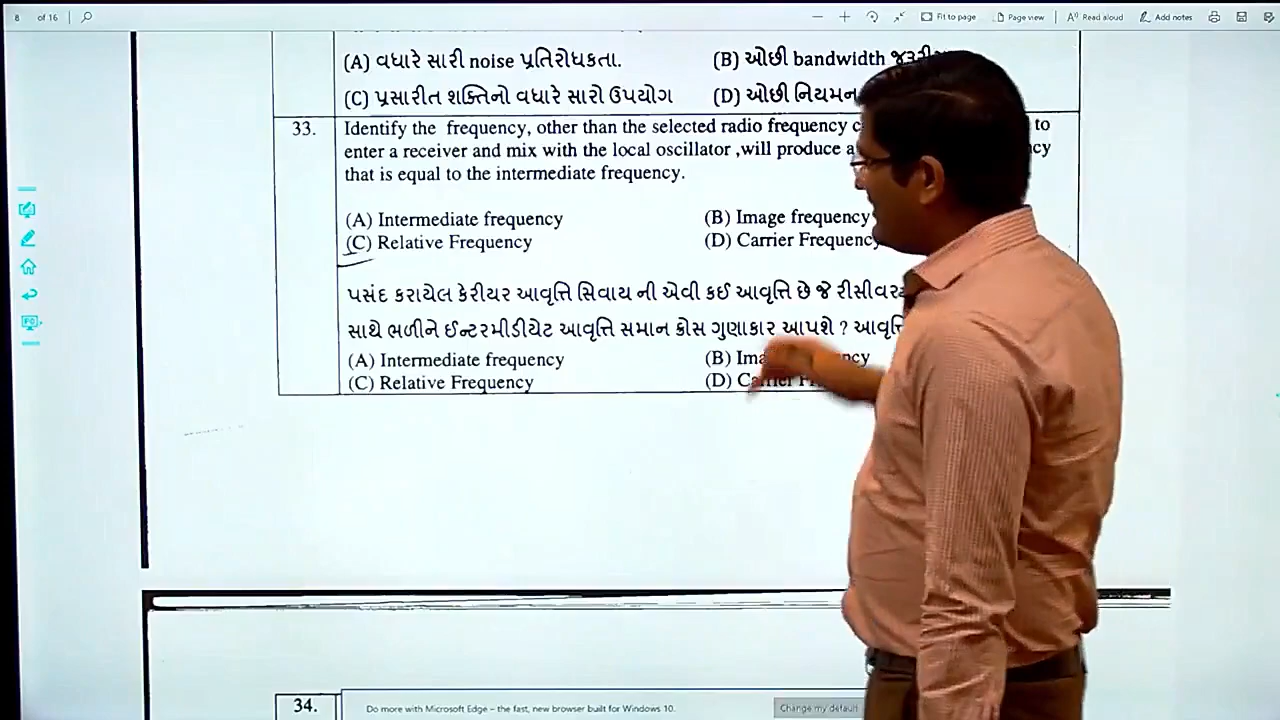 8 of 16
Fit to page Page view Read aloud Add notes
(A) વધારે સારી noise પ્રતિરોધકતા. (B) ઓછી bandwidth
(C) પ્રસારીત શક્તિનો વધારે સારો ઉપયોગ (D) ઓછી નિયમન
33. Identify the frequency, other than the selected radio frequency to
enter a receiver and mix with the local oscillator ,will produce a
that is equal to the intermediate frequency.
(A) Intermediate frequency (B) Image frequency
(C) Relative Frequency (D) Carrier Frequency
પસંદ કરાયેલ કેરીયર આવૃત્તિ સિવાય ની એવી કઈ આવૃત્તિ છે જે
સાથે ભળીને ઈન્ટરમીડીયેટ આવૃત્તિ સમાન ક્રોસ ગુણાકાર આપશે ?
(A) Intermediate frequency (B)
(C) Relative Frequency (D)
34.
Do more with Microsoft Edge – the fast, new browser built for Windows 10. Change my default